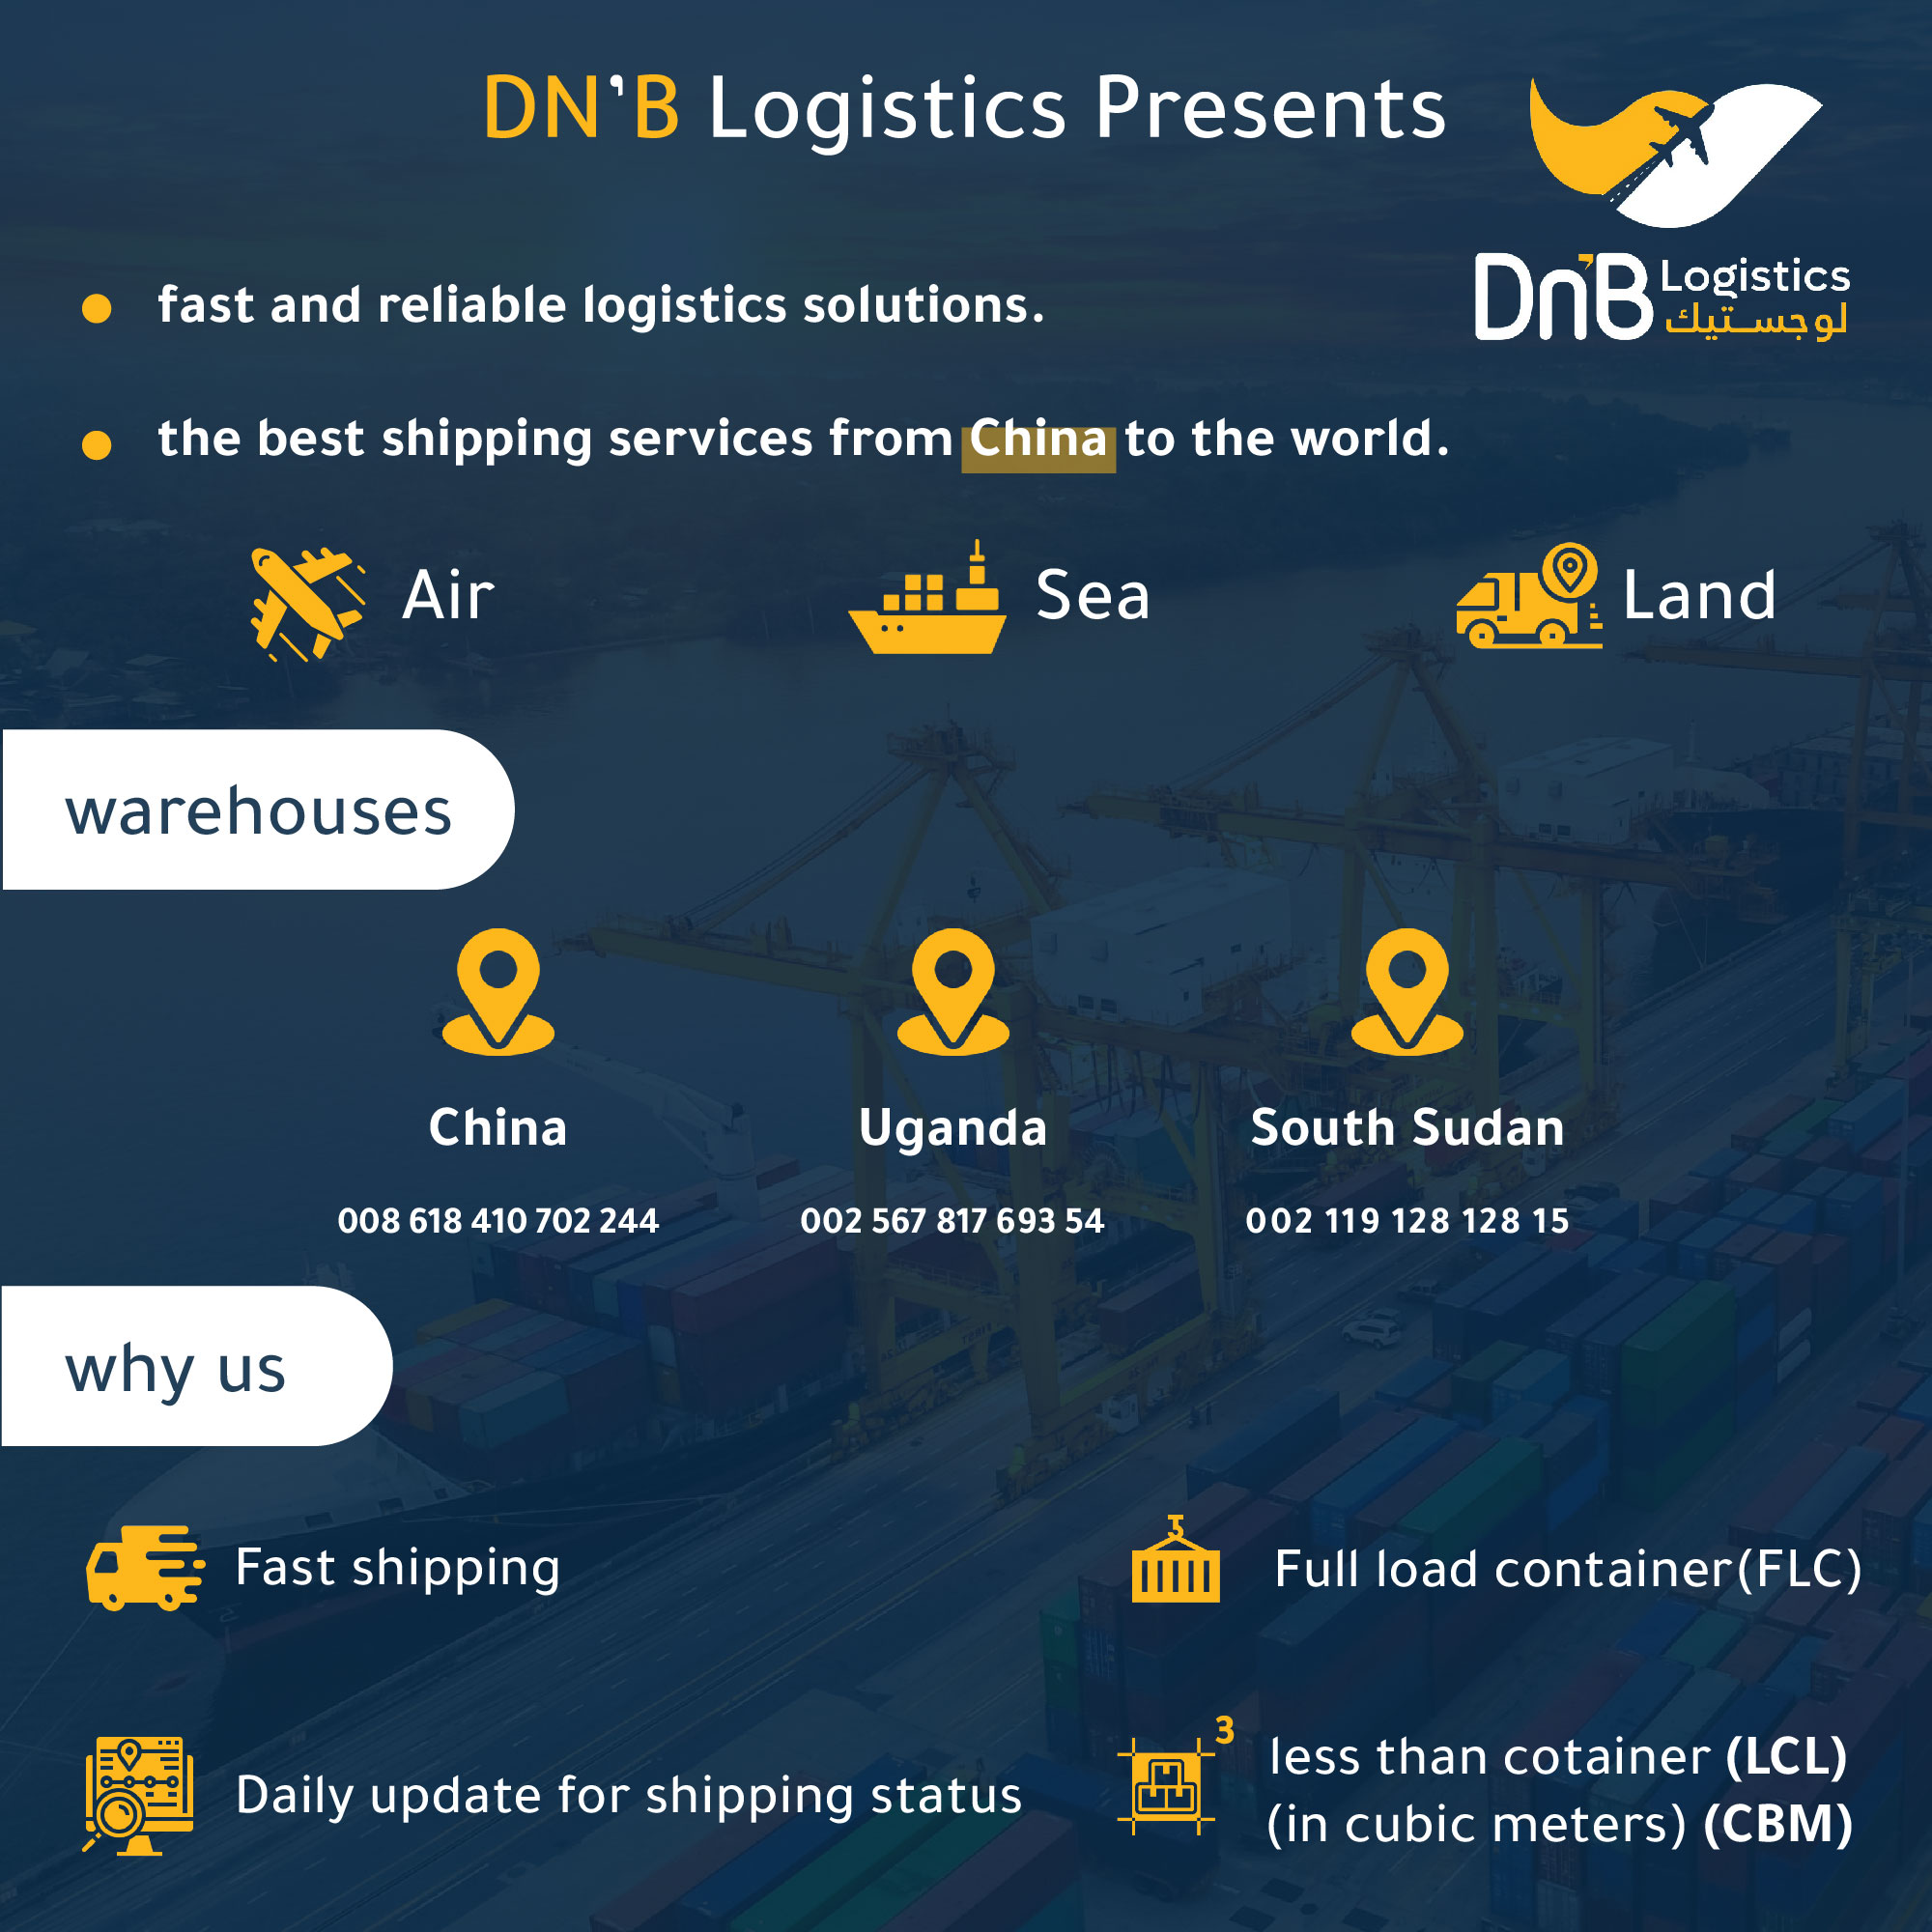 DN'B Logistics Presents
Dn'B Logistics
لوجستيك
fast and reliable logistics solutions.
the best shipping services from China to the world.
Air
Sea
Land
warehouses
China
Uganda
South Sudan
008 618 410 702 244
002 567 817 693 54
002 119 128 128 15
why us
Fast shipping
Full load container(FLC)
Daily update for shipping status
3
less than cotainer (LCL)
(in cubic meters) (CBM)